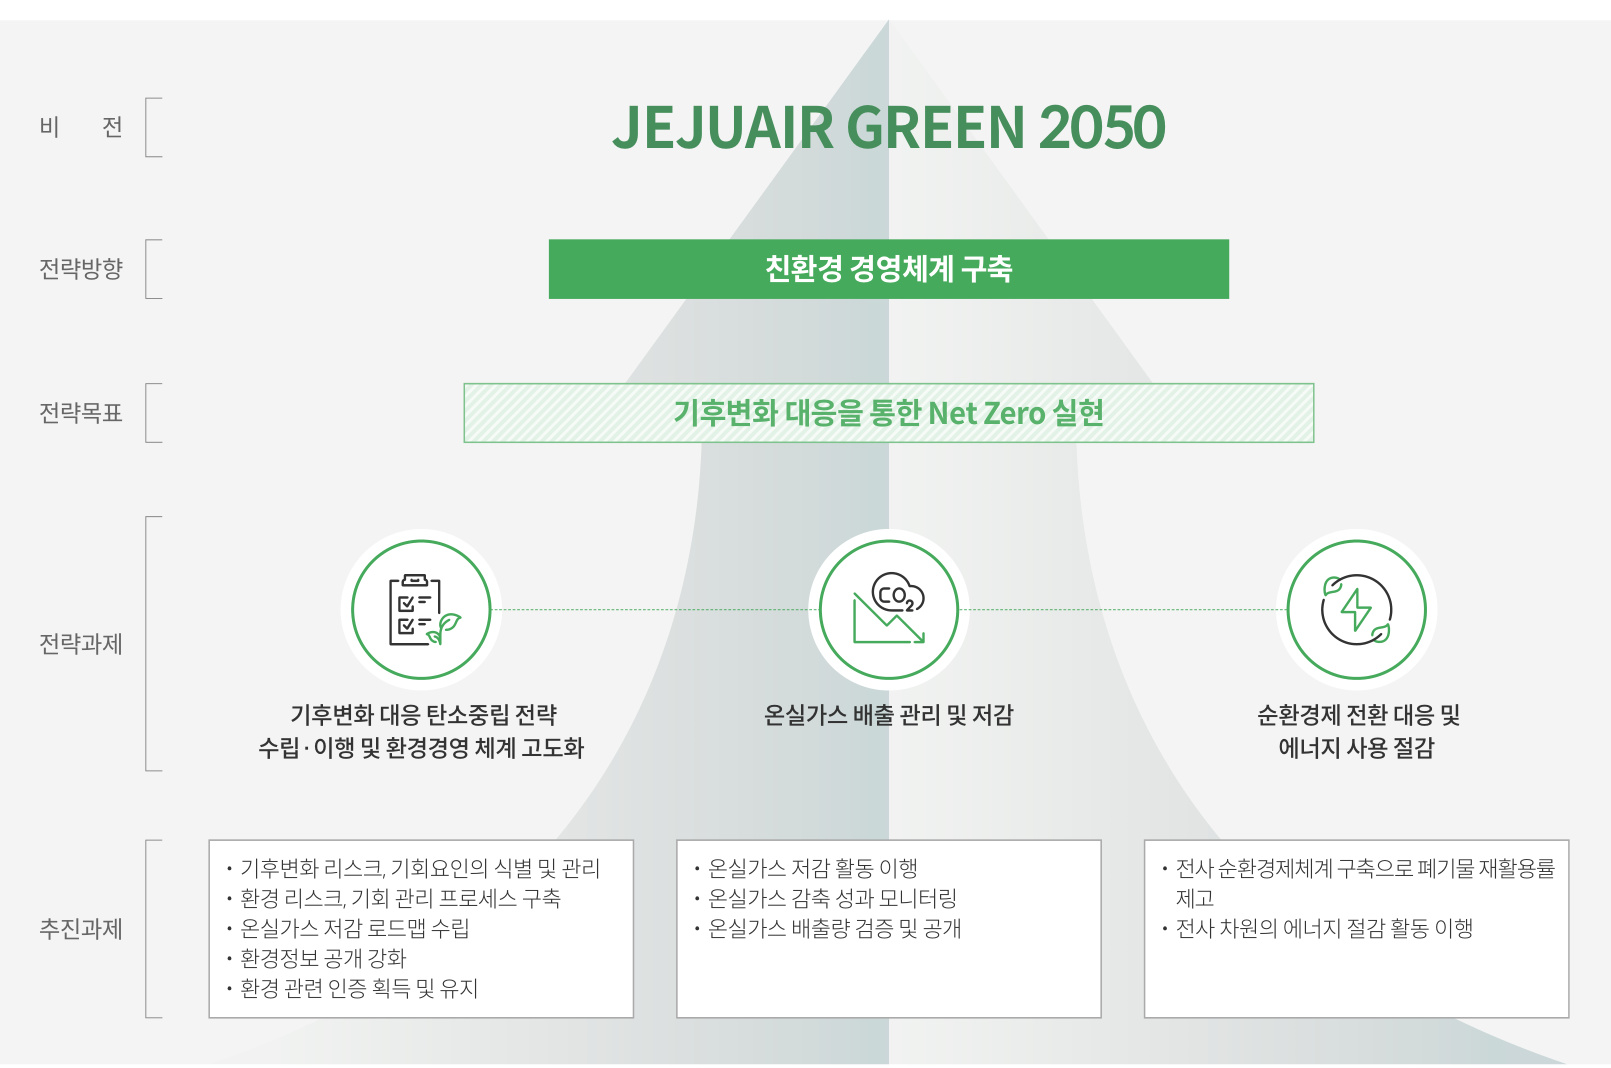 비 전
JEJUAIR GREEN 2050
전략방향
친환경 경영체계 구축
전략목표
기후변화 대응을 통한 Net Zero 실현
전략과제
CO2
기후변화 대응 탄소중립 전략
수립·이행 및 환경경영 체계 고도화
온실가스 배출 관리 및 저감
순환경제 전환 대응 및
에너지 사용 절감
추진과제
• 기후변화 리스크, 기회요인의 식별 및 관리
• 환경 리스크, 기회 관리 프로세스 구축
• 온실가스 저감 로드맵 수립
• 환경정보 공개 강화
• 환경 관련 인증 획득 및 유지
• 온실가스 저감 활동 이행
• 온실가스 감축 성과 모니터링
• 온실가스 배출량 검증 및 공개
• 전사 순환경제체계 구축으로 폐기물 재활용률
제고
• 전사 차원의 에너지 절감 활동 이행